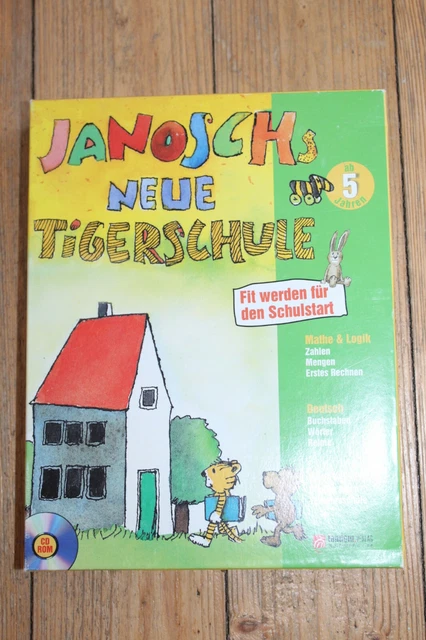 JANOSCHs
NEUE
TIGERSCHULE
ab
5
Jahren
Fit werden für
den Schulstart
Mathe & Logik
Zahlen
Mengen
Erstes Rechnen
Deutsch
Buchstaben
Wörter
CD
ROM